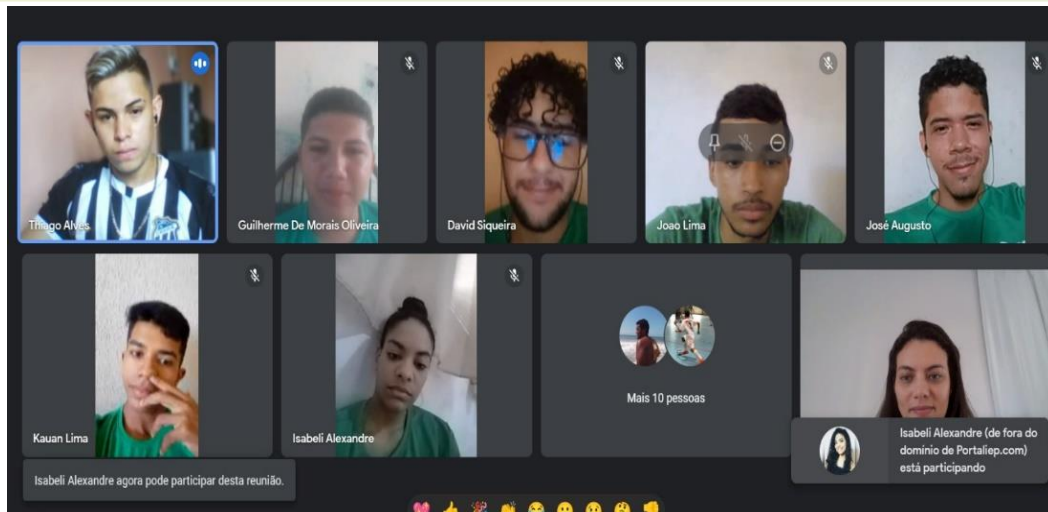 Thiago Alves
Guilherme De Morais Oliveira
David Siqueira
Joao Lima
José Augusto
Kauan Lima
Isabeli Alexandre
Mais 10 pessoas
Isabeli Alexandre (de fora do
domínio de Portaliep.com)
está participando
Isabeli Alexandre agora pode participar desta reunião.